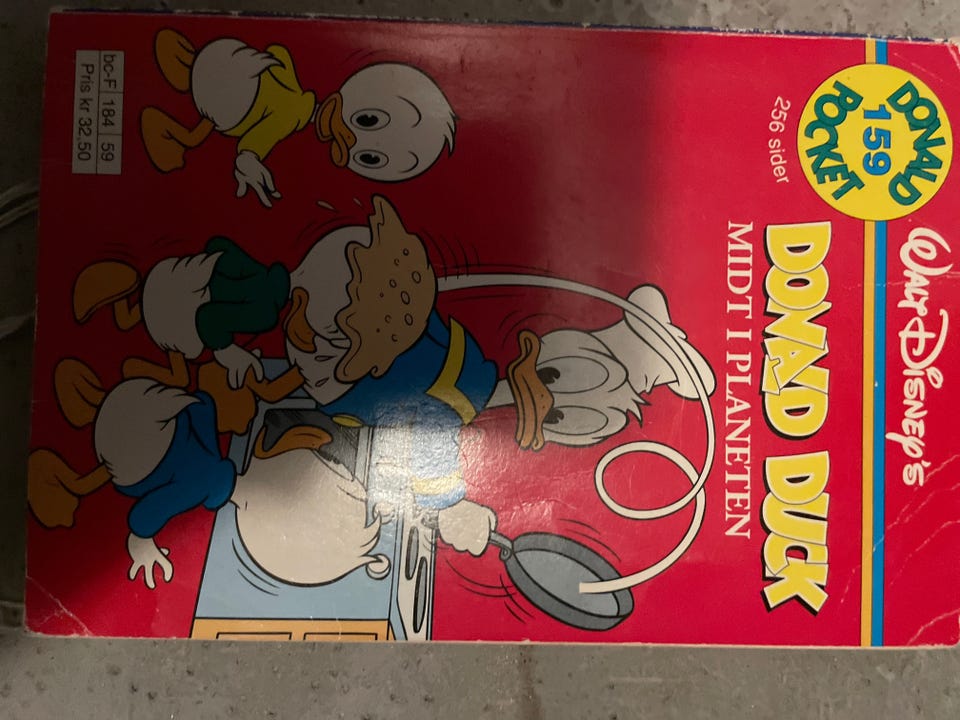 WALT DISNEY'S
DONALD
159
POCKET
256 sider
DONALD DUCK
MIDT I PLANETEN
bc-F 184 59
Pris kr 32,50